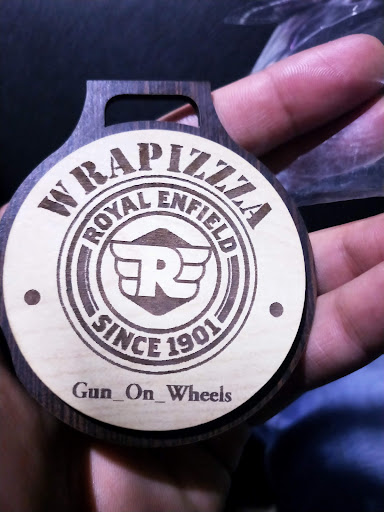 WRAPIZZZA
ROYAL ENFIELD
R
SINCE 1901
Gun_On_Wheels